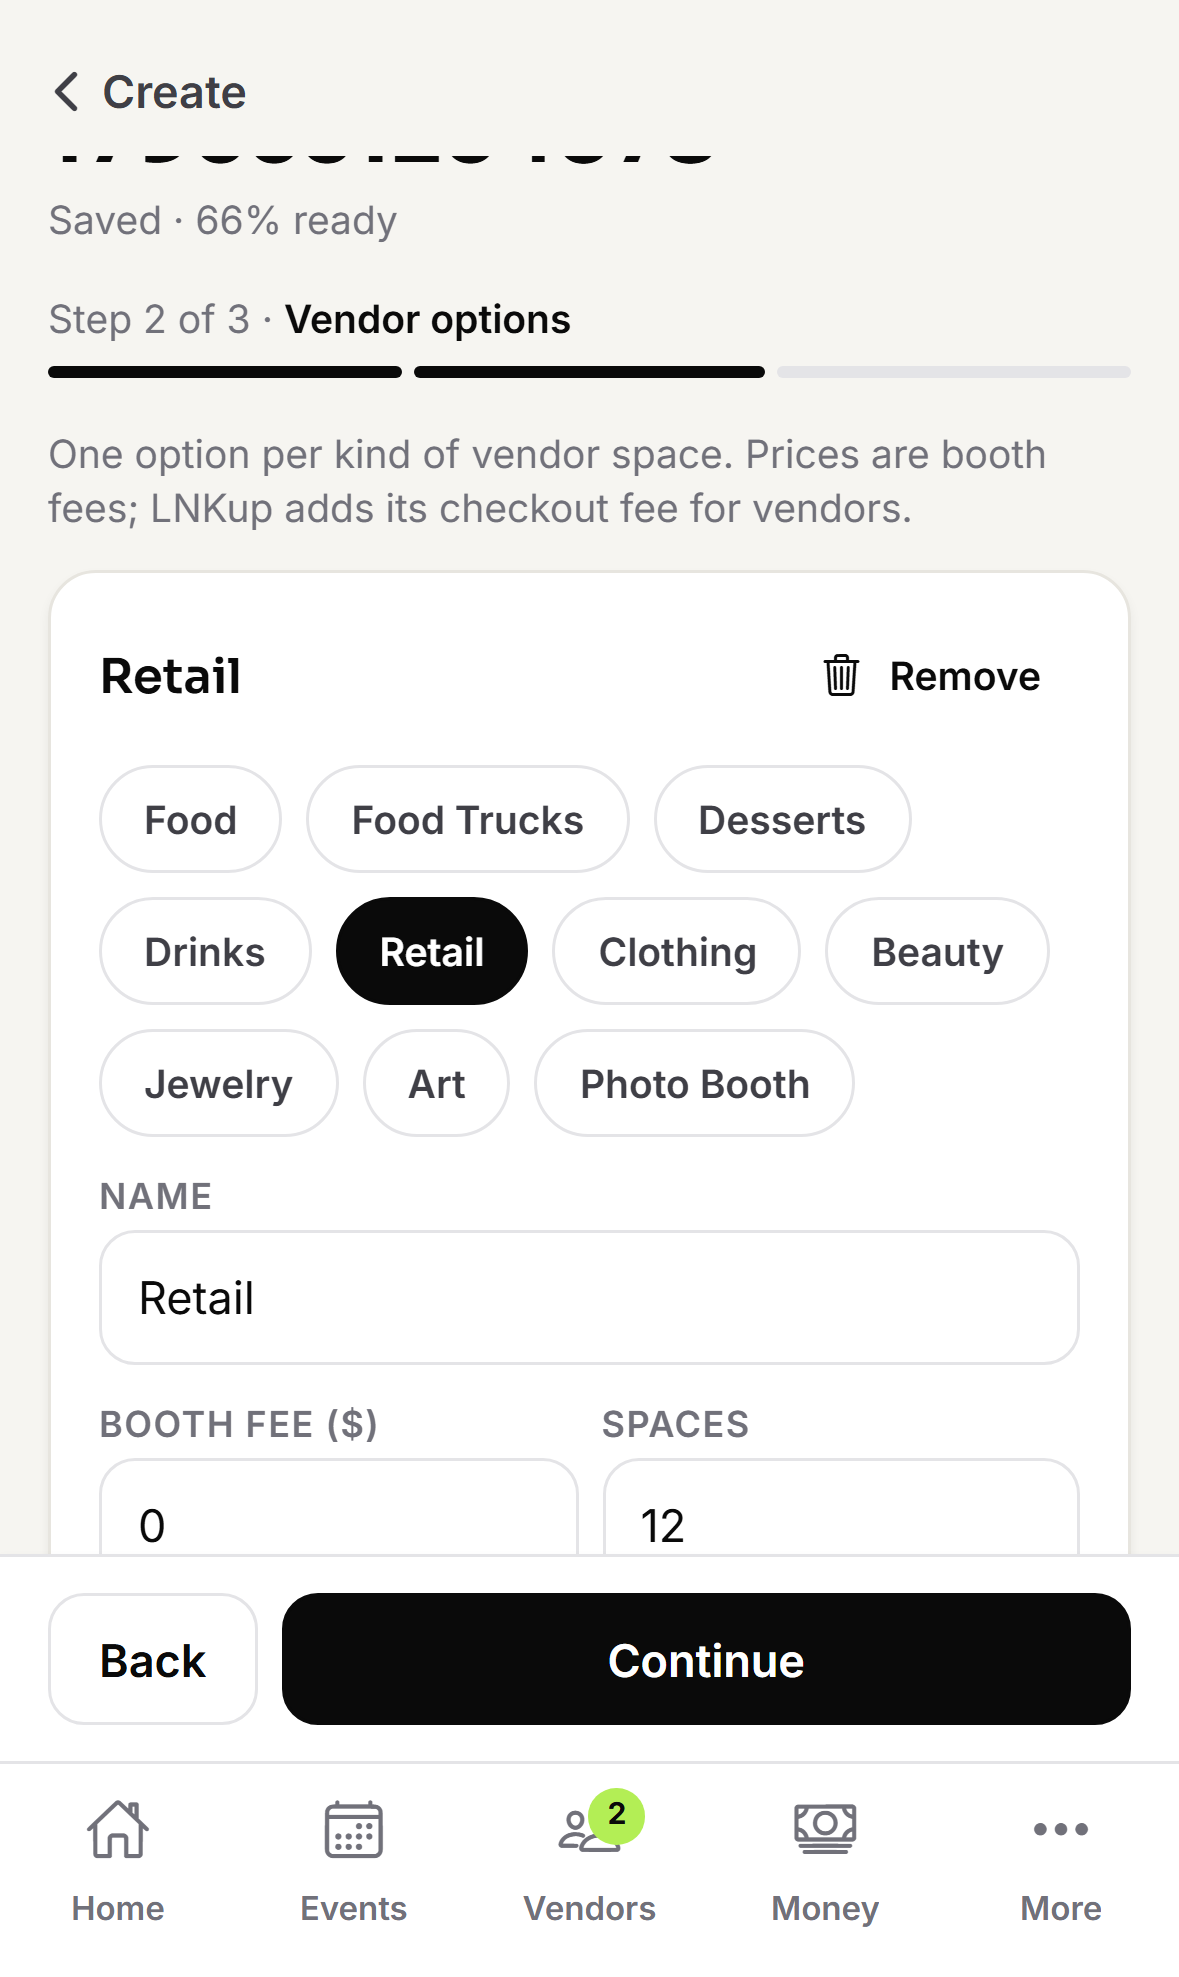 Create
Saved · 66% ready
Step 2 of 3 · Vendor options
One option per kind of vendor space. Prices are booth
fees; LNKup adds its checkout fee for vendors.
Retail
Remove
Food
Food Trucks
Desserts
Drinks
Retail
Clothing
Beauty
Jewelry
Art
Photo Booth
NAME
Retail
BOOTH FEE ($)
SPACES
0
12
Back
Continue
2
Home
Events
Vendors
Money
More